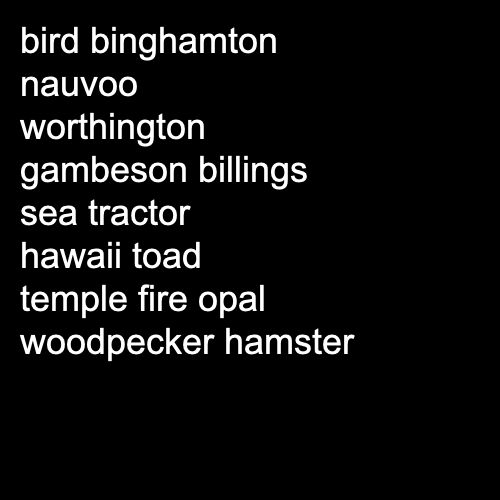 bird binghamton
nauvoo
worthington
gambeson billings
sea tractor
hawaii toad
temple fire opal
woodpecker hamster